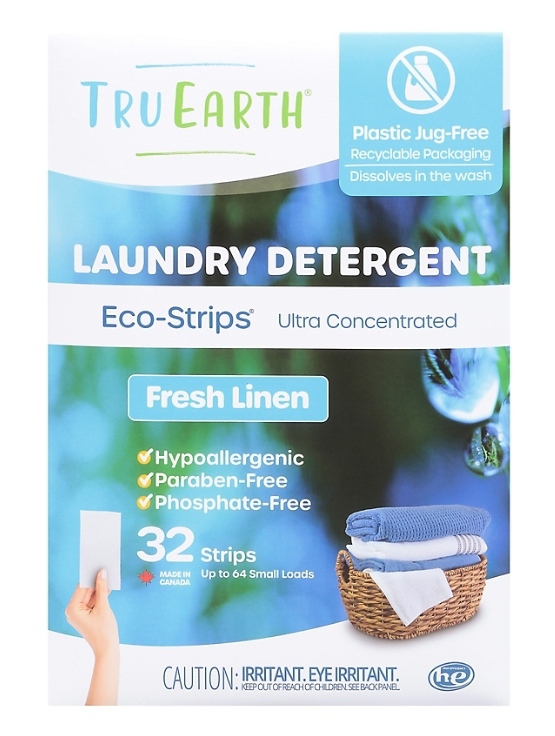 TRUEARTH®
Plastic Jug-Free
Recyclable Packaging
Dissolves in the wash
LAUNDRY DETERGENT
Eco-Strips® Ultra Concentrated
Fresh Linen
Hypoallergenic
Paraben-Free
Phosphate-Free
32 Strips
MADE IN
CANADA
Up to 64 Small Loads
CAUTION: IRRITANT. EYE IRRITANT.
KEEP OUT OF REACH OF CHILDREN. SEE BACK PANEL.
he